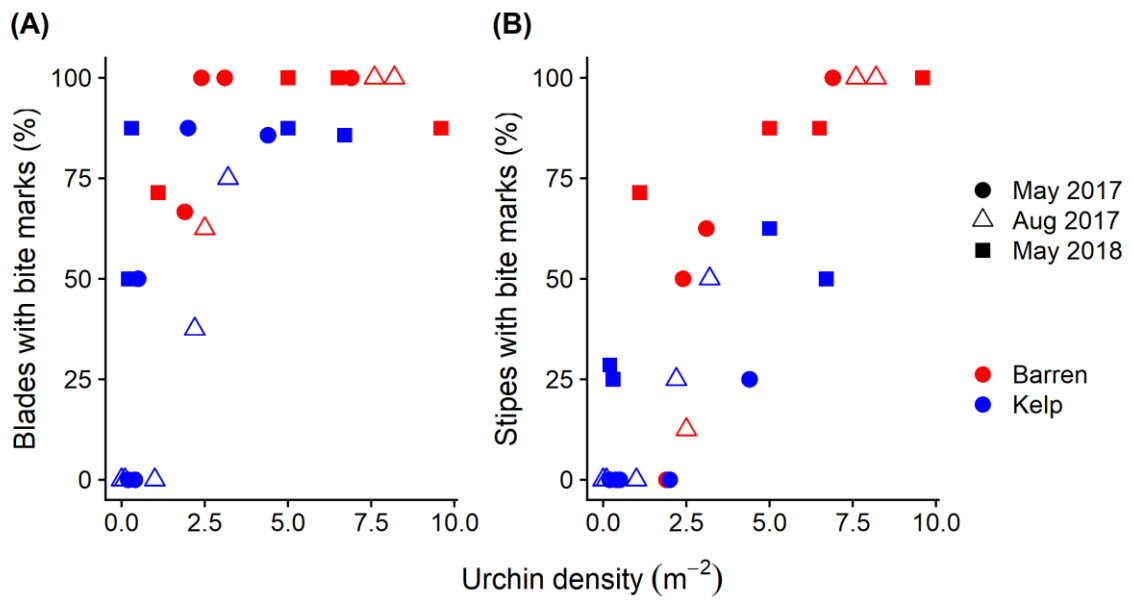 (A)
Blades with bite marks (%)
100
75
50
25
0
0.0 2.5 5.0 7.5 10.0
(B)
Stipes with bite marks (%)
100
75
50
25
0
0.0 2.5 5.0 7.5 10.0
May 2017
Aug 2017
May 2018
Barren
Kelp
Urchin density (m⁻²)